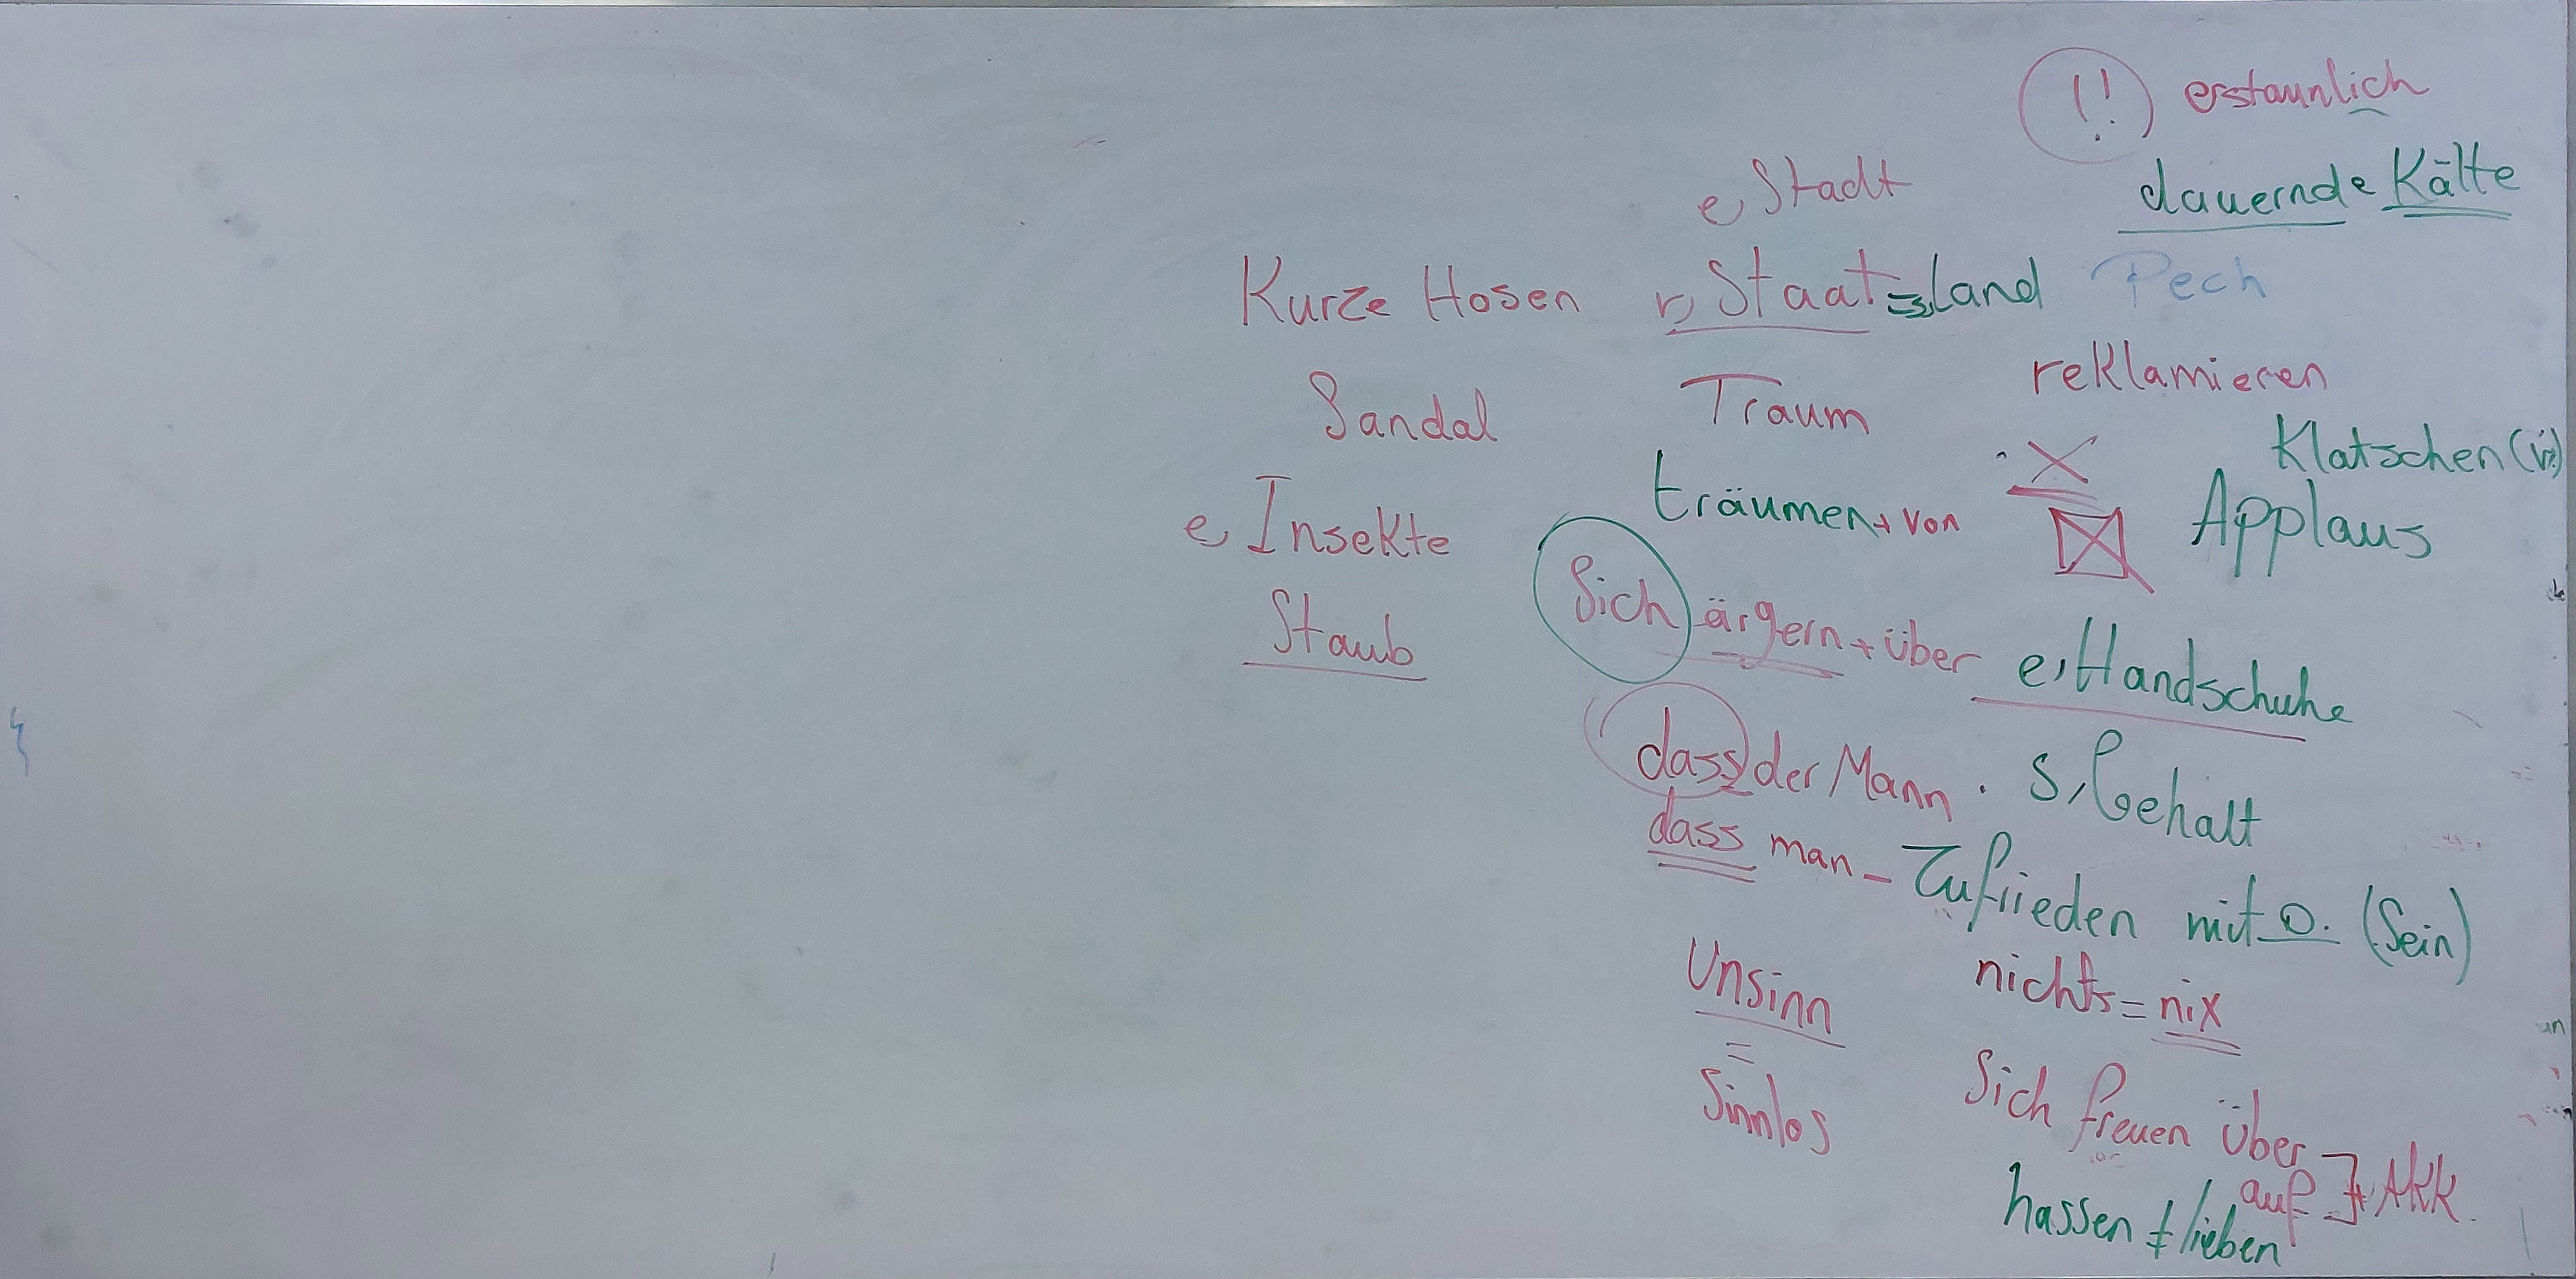 !! erstaunlich
dauernde Kälte
e, Stadt
Kurze Hosen
r, Staat = s, land
Pech
Sandal
Traum
reklamieren
Klatschen (vi)
e, Insekte
träumen + von
Applaus
Staub
Sich ärgern + über
e, Handschuhe
dass der Mann .
s, Gehalt
dass man -
Zufrieden mit D. (Sein)
Unsinn
nichts = nix
=
Sinnlos
Sich freuen über
auf ] + AKK.
hassen ≠ lieben